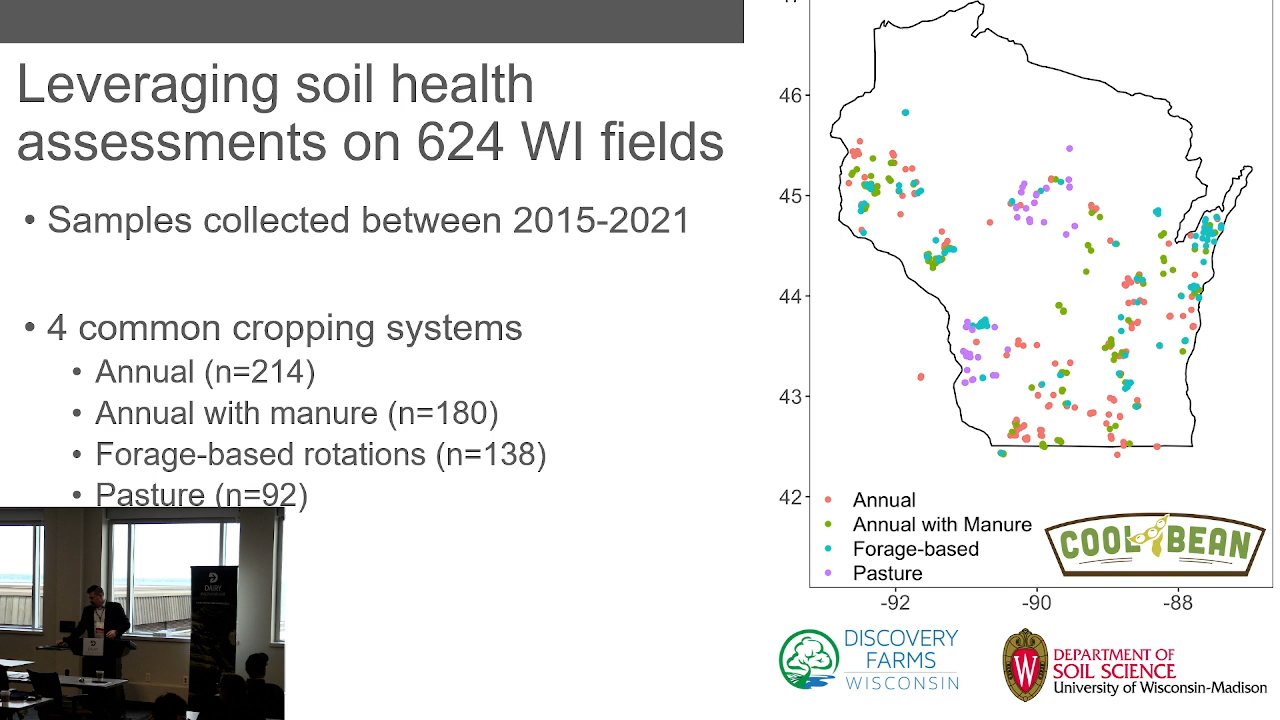 Leveraging soil health
assessments on 624 WI fields
• Samples collected between 2015-2021
• 4 common cropping systems
• Annual (n=214)
• Annual with manure (n=180)
• Forage-based rotations (n=138)
• Pasture (n=92)
46
45
44
43
42
-92 -90 -88
Annual
Annual with Manure
Forage-based
Pasture
COOL BEAN
DISCOVERY
FARMS
WISCONSIN
W
DEPARTMENT OF
SOIL SCIENCE
University of Wisconsin-Madison
DAIRY